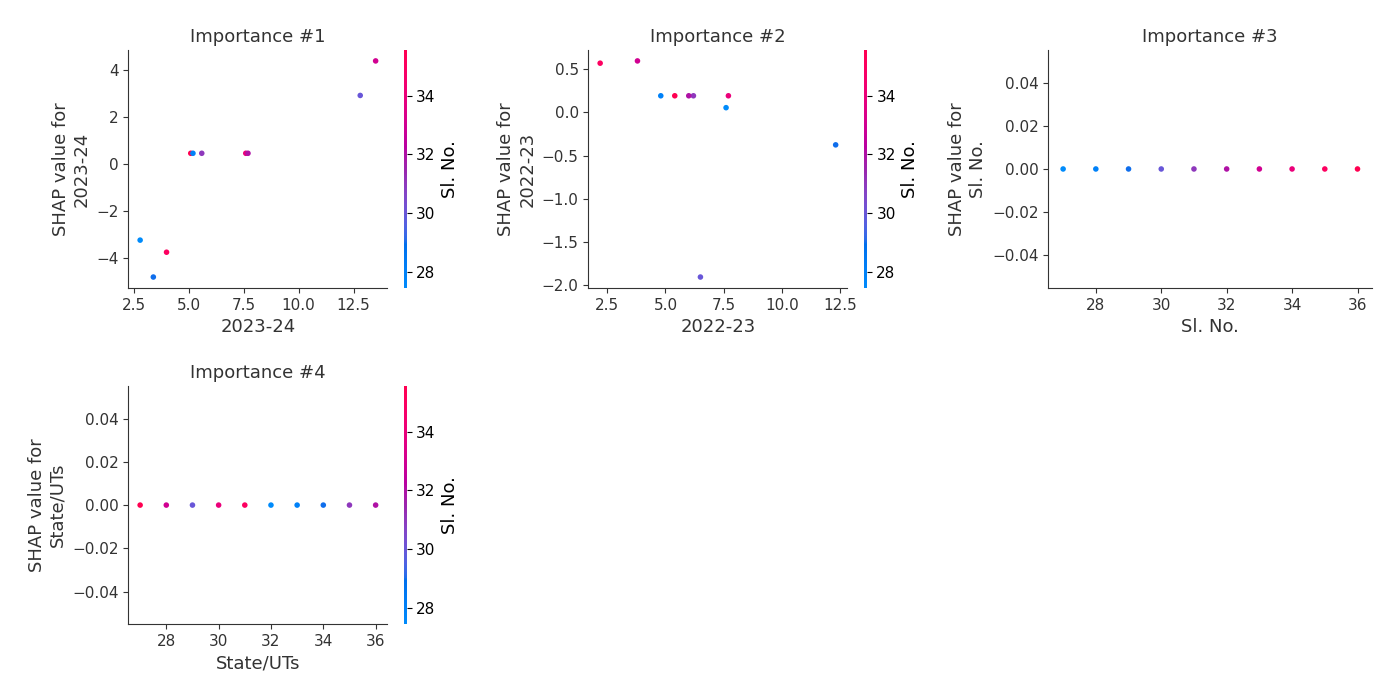 Importance #1
4
2
0
−2
−4
SHAP value for
2023-24
2.5 5.0 7.5 10.0 12.5
2023-24
34
32
30
28
Sl. No.
Importance #2
0.5
0.0
−0.5
−1.0
−1.5
−2.0
SHAP value for
2022-23
2.5 5.0 7.5 10.0 12.5
2022-23
34
32
30
28
Sl. No.
Importance #3
0.04
0.02
0.00
−0.02
−0.04
SHAP value for
Sl. No.
28 30 32 34 36
Sl. No.
Importance #4
0.04
0.02
0.00
−0.02
−0.04
SHAP value for
State/UTs
28 30 32 34 36
State/UTs
34
32
30
28
Sl. No.